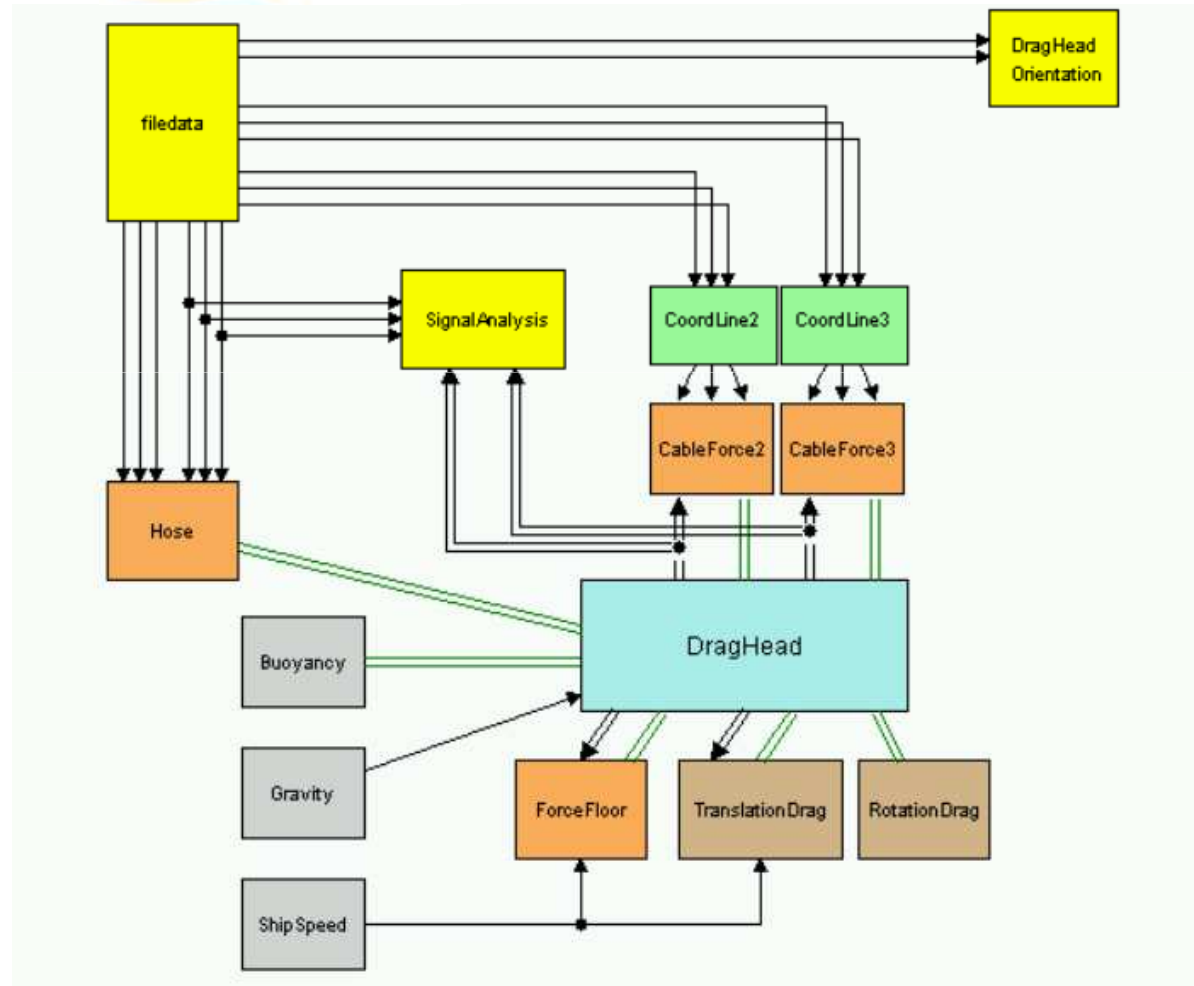 DragHead
Orientation
filedata
SignalAnalysis
CoordLine2
CoordLine3
CableForce2
CableForce3
Hose
DragHead
Buoyancy
Gravity
ForceFloor
TranslationDrag
RotationDrag
ShipSpeed